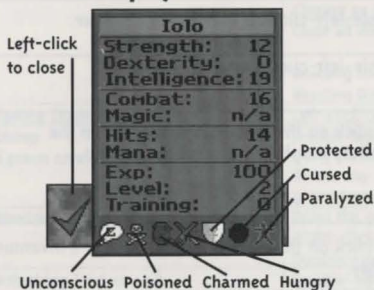 Iolo
Left-click
to close
Strength: 12
Dexterity: 0
Intelligence: 19
Combat: 16
Magic: n/a
Hits: 14
Mana: n/a
Exp: 100
Level: 2
Training: 0
Protected
Cursed
Paralyzed
Unconscious Poisoned Charmed Hungry